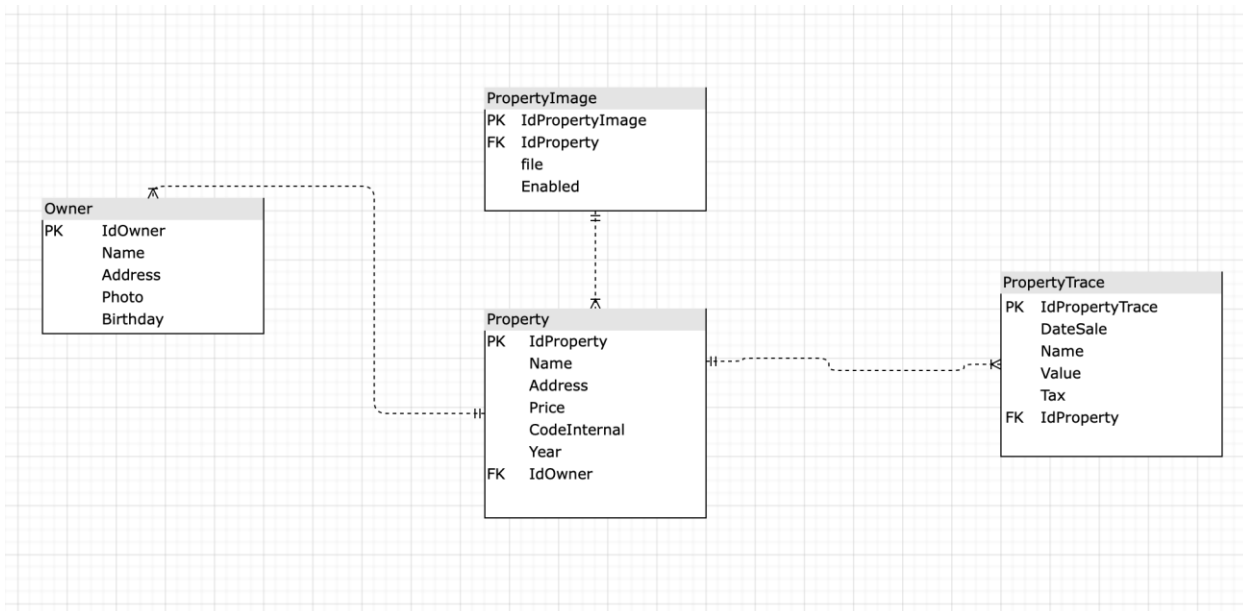 PropertyImage
PK IdPropertyImage
FK IdProperty
file
Enabled
Owner
PK IdOwner
Name
Address
Photo
Birthday
Property
PK IdProperty
Name
Address
Price
CodeInternal
Year
FK IdOwner
PropertyTrace
PK IdPropertyTrace
DateSale
Name
Value
Tax
FK IdProperty